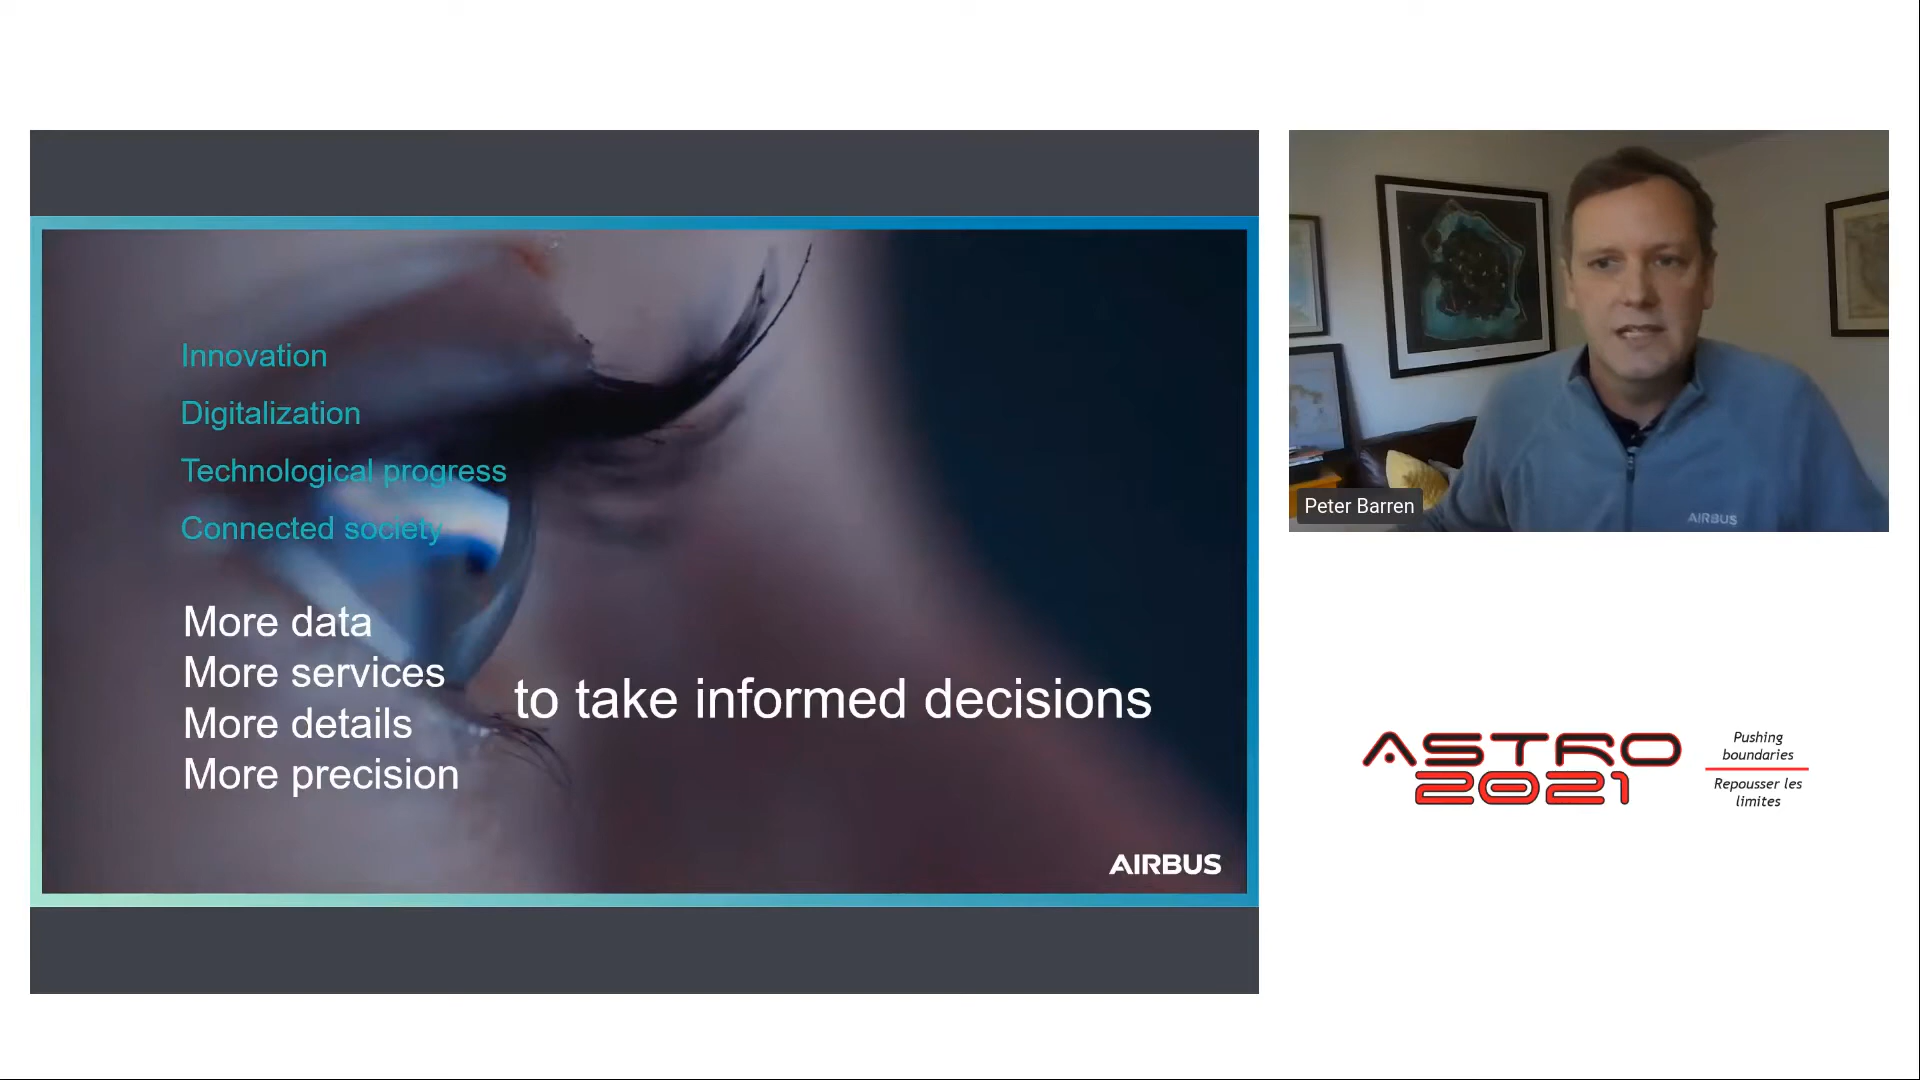 Innovation
Digitalization
Technological progress
Connected society
More data
More services
More details
More precision
to take informed decisions
AIRBUS
Peter Barren
AIRBUS
ASTRO
2021
Pushing
boundaries
Repousser les
limites